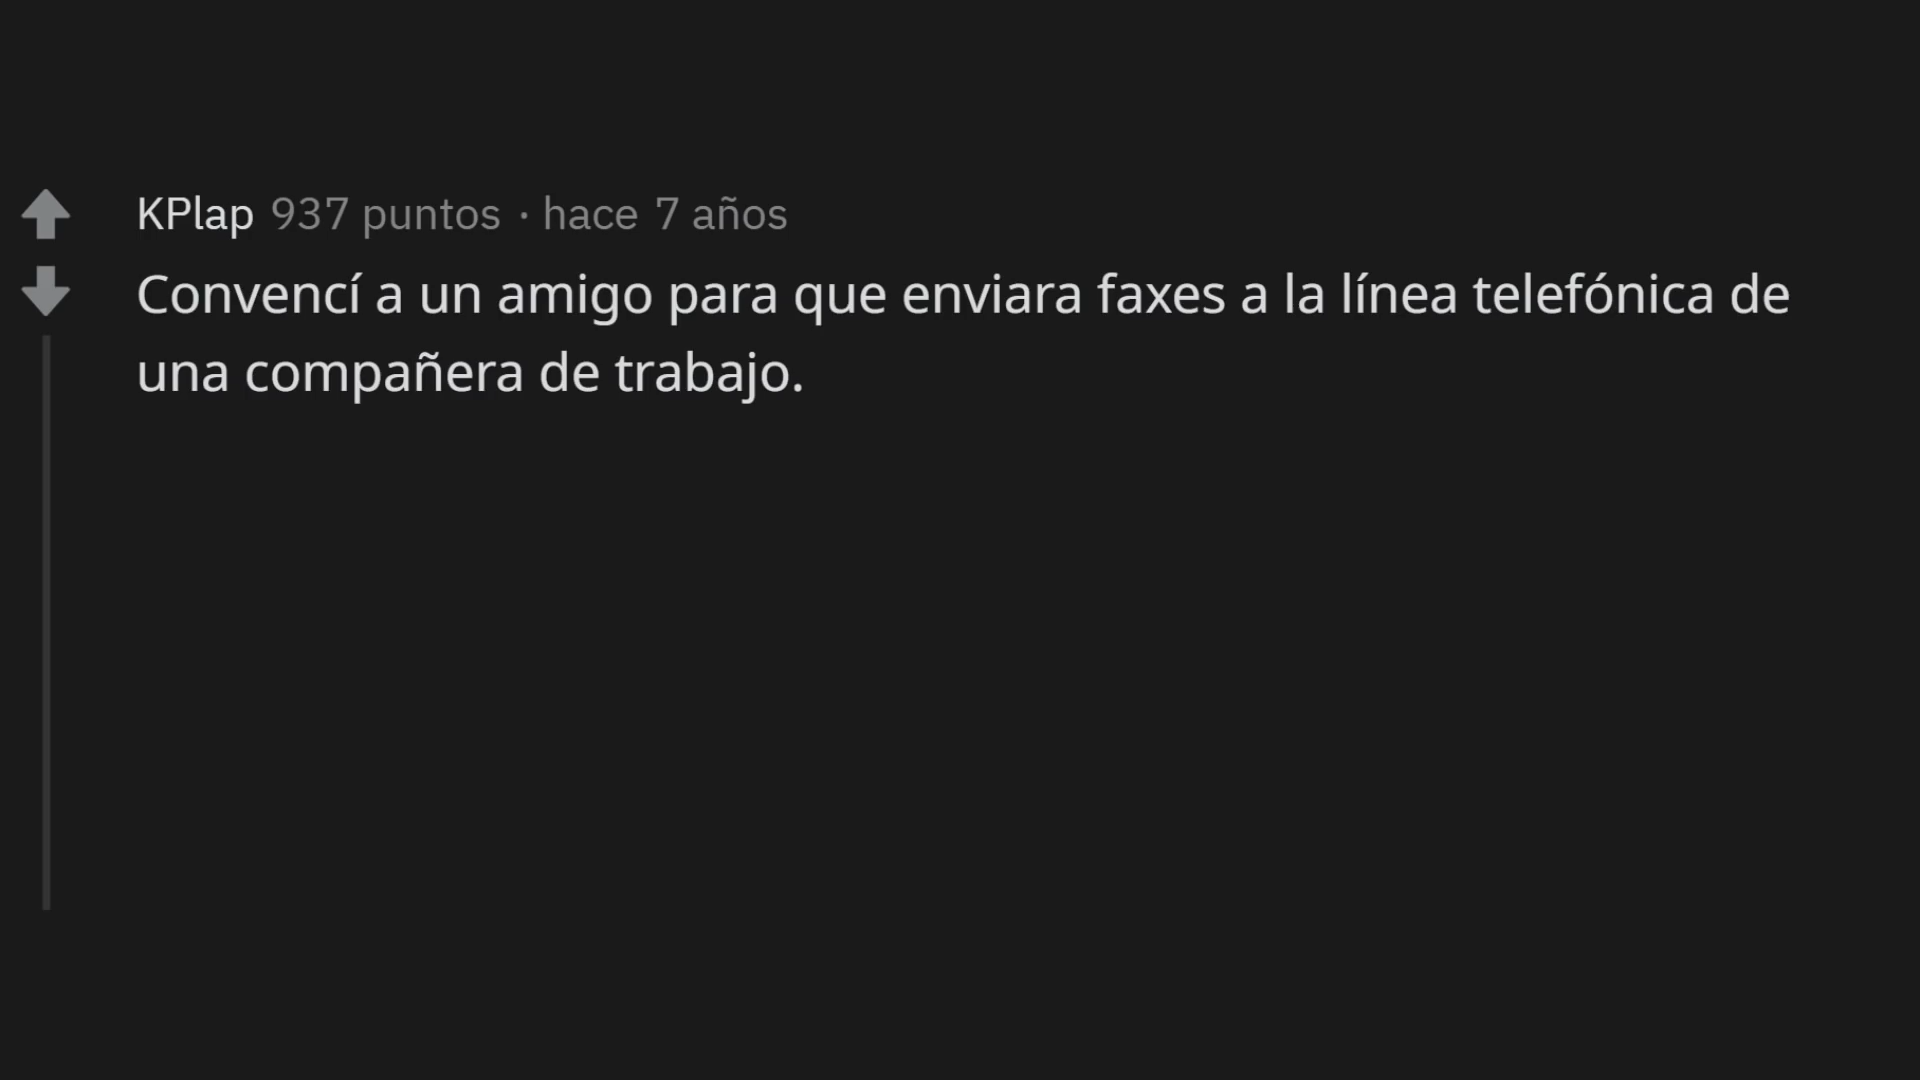 KPlap 937 puntos · hace 7 años
Convencí a un amigo para que enviara faxes a la línea telefónica de
una compañera de trabajo.